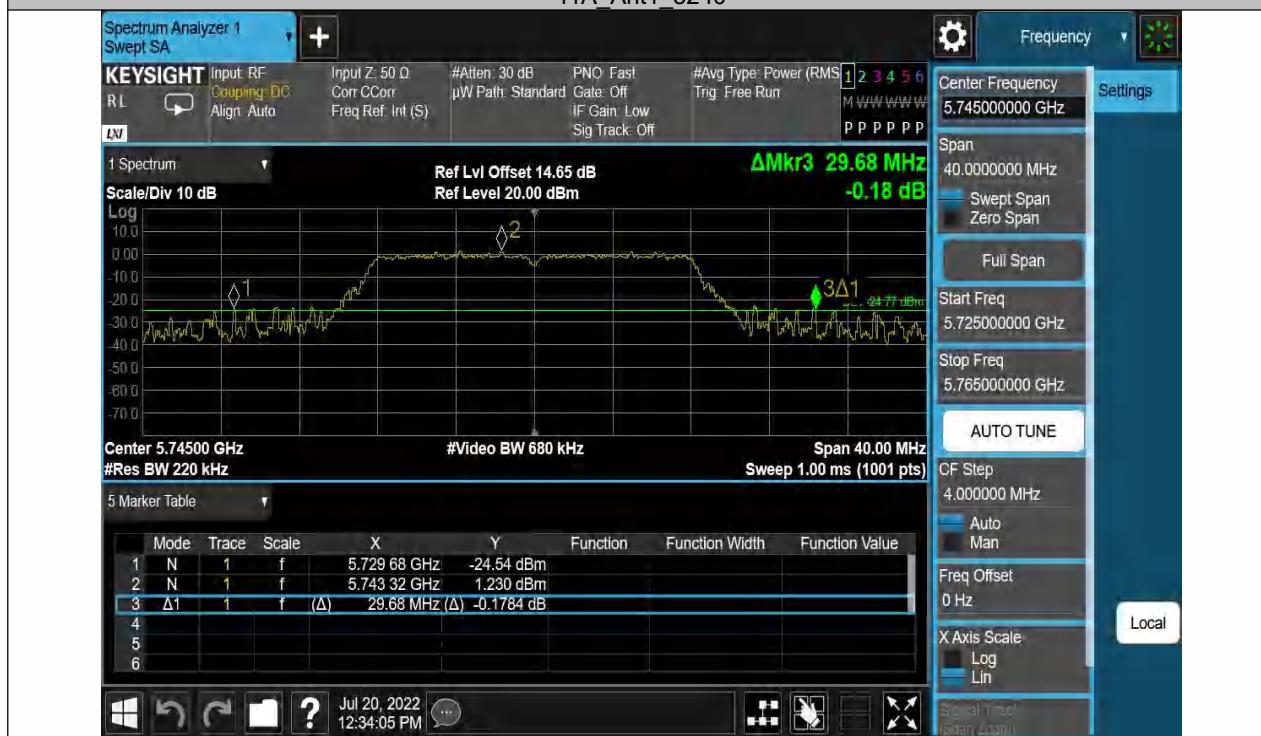 Spectrum Analyzer 1
Swept SA
Frequency
KEYSIGHT
RL
LXI
Input: RF
Coupling: DC
Align: Auto
Input Z: 50 Ω
Corr CCorr
Freq Ref: Int (S)
#Atten: 30 dB
µW Path: Standard
PNO: Fast
Gate: Off
IF Gain: Low
Sig Track: Off
#Avg Type: Power (RMS
Trig: Free Run
1 2 3 4 5 6
M W W W W W
P P P P P P
1 Spectrum
Scale/Div 10 dB
Ref Lvl Offset 14.65 dB
Ref Level 20.00 dBm
ΔMkr3 29.68 MHz
-0.18 dB
Log
10.0
0.00
-10.0
-20.0
-30.0
-40.0
-50.0
-60.0
-70.0
1
2
3Δ1
-24.77 dBm
Center 5.74500 GHz
#Res BW 220 kHz
#Video BW 680 kHz
Span 40.00 MHz
Sweep 1.00 ms (1001 pts)
5 Marker Table
Mode Trace Scale X Y Function Function Width Function Value
1 N 1 f 5.729 68 GHz -24.54 dBm
2 N 1 f 5.743 32 GHz 1.230 dBm
3 Δ1 1 f (Δ) 29.68 MHz (Δ) -0.1784 dB
4
5
6
Jul 20, 2022
12:34:05 PM
Center Frequency
5.745000000 GHz
Settings
Span
40.0000000 MHz
Swept Span
Zero Span
Full Span
Start Freq
5.725000000 GHz
Stop Freq
5.765000000 GHz
AUTO TUNE
CF Step
4.000000 MHz
Auto
Man
Freq Offset
0 Hz
X Axis Scale
Log
Lin
Local